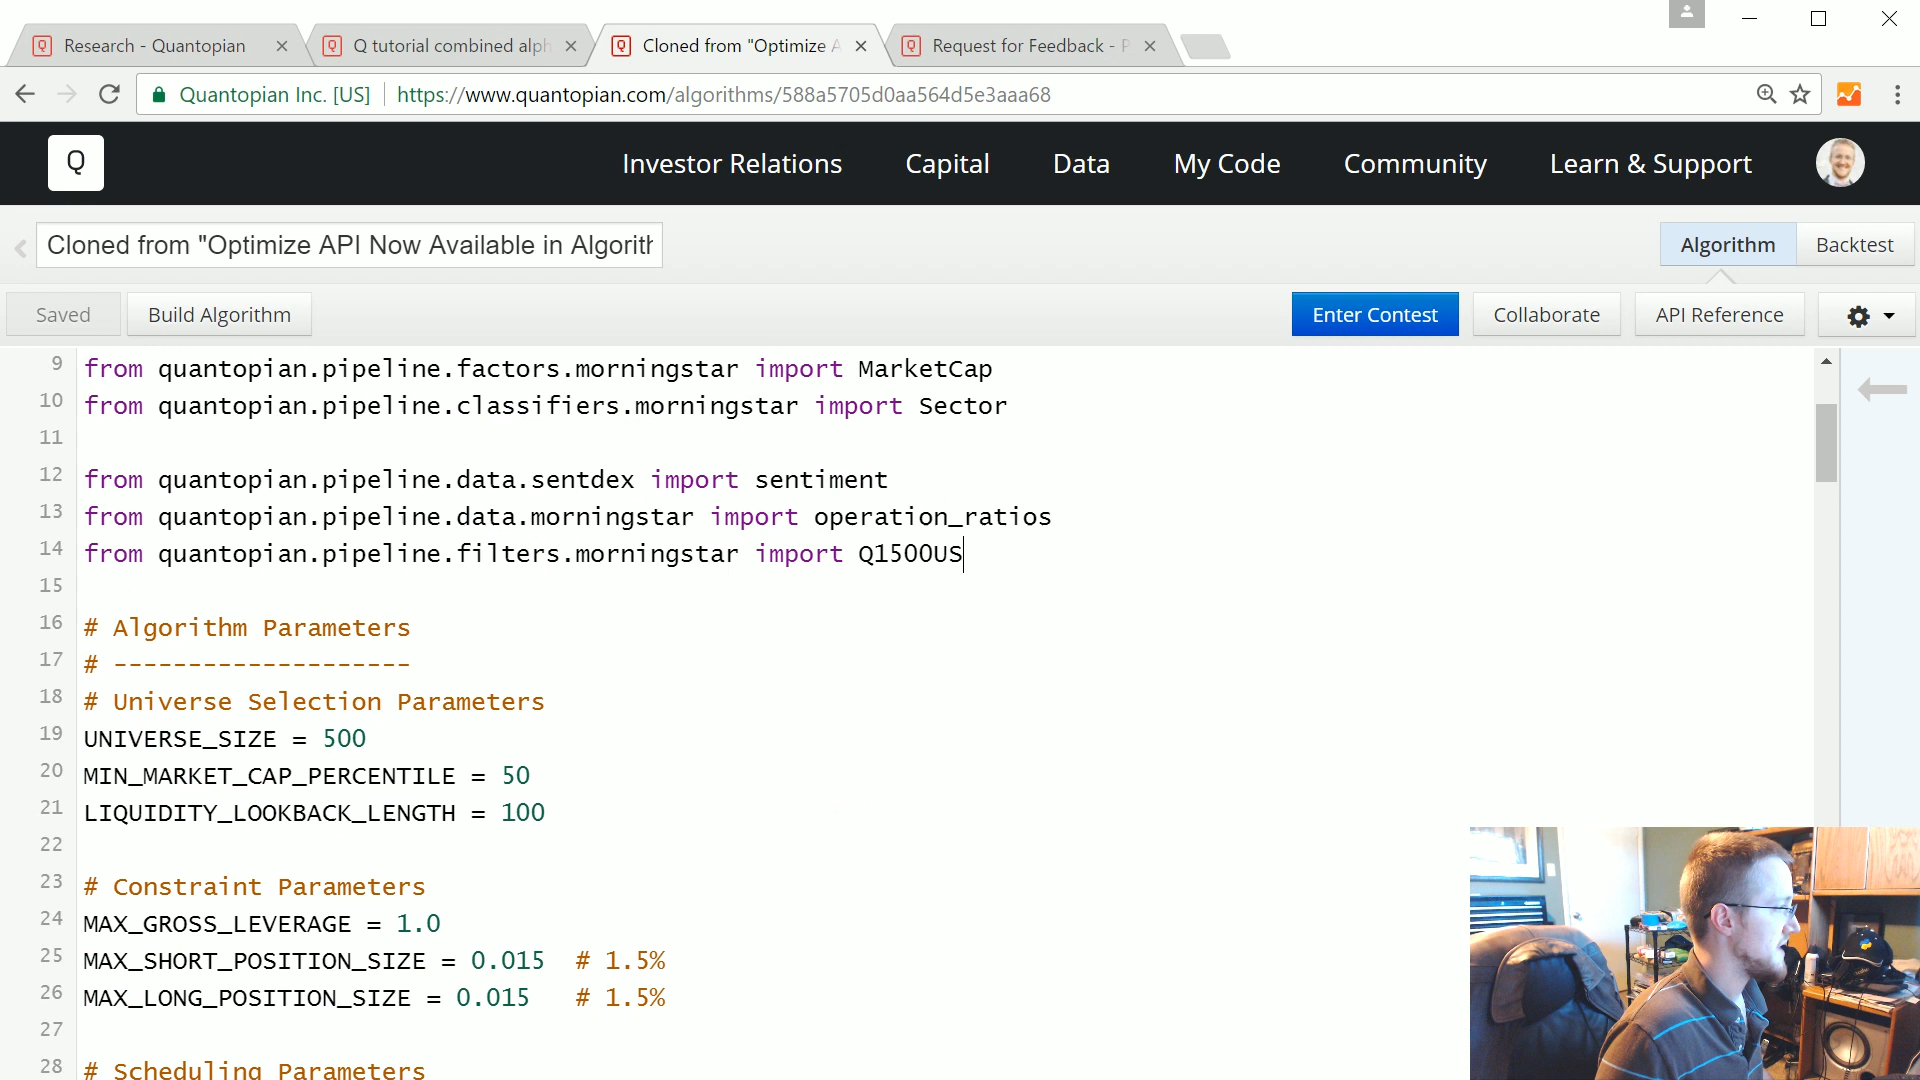 Research - Quantopian
Q tutorial combined alph
Cloned from "Optimize A
Request for Feedback - P
Quantopian Inc. [US] https://www.quantopian.com/algorithms/588a5705d0aa564d5e3aaa68
Q Investor Relations Capital Data My Code Community Learn & Support
Cloned from "Optimize API Now Available in Algorith
Algorithm Backtest
Saved Build Algorithm Enter Contest Collaborate API Reference
9 from quantopian.pipeline.factors.morningstar import MarketCap
10 from quantopian.pipeline.classifiers.morningstar import Sector
11
12 from quantopian.pipeline.data.sentdex import sentiment
13 from quantopian.pipeline.data.morningstar import operation_ratios
14 from quantopian.pipeline.filters.morningstar import Q1500US
15
16 # Algorithm Parameters
17 # --------------------
18 # Universe Selection Parameters
19 UNIVERSE_SIZE = 500
20 MIN_MARKET_CAP_PERCENTILE = 50
21 LIQUIDITY_LOOKBACK_LENGTH = 100
22
23 # Constraint Parameters
24 MAX_GROSS_LEVERAGE = 1.0
25 MAX_SHORT_POSITION_SIZE = 0.015 # 1.5%
26 MAX_LONG_POSITION_SIZE = 0.015 # 1.5%
27
28 # Scheduling Parameters